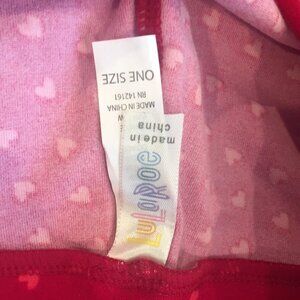 ONE SIZE
RN 142161
MADE IN CHINA
W
made in
china
LuLaRoe